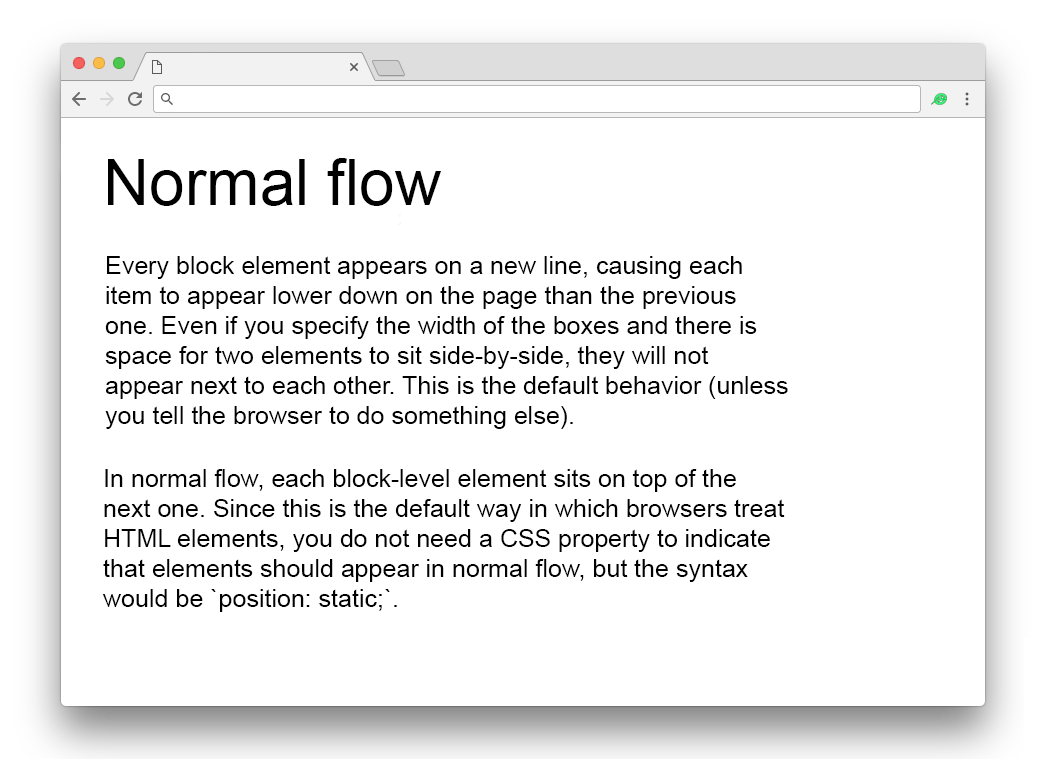 Normal flow
Every block element appears on a new line, causing each
item to appear lower down on the page than the previous
one. Even if you specify the width of the boxes and there is
space for two elements to sit side-by-side, they will not
appear next to each other. This is the default behavior (unless
you tell the browser to do something else).
In normal flow, each block-level element sits on top of the
next one. Since this is the default way in which browsers treat
HTML elements, you do not need a CSS property to indicate
that elements should appear in normal flow, but the syntax
would be `position: static;`.